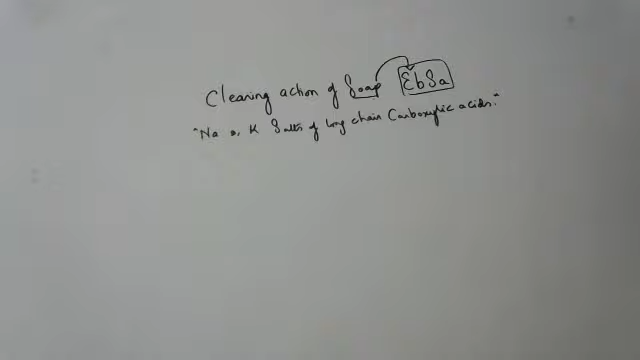 Cleaning action of Soap EbSa
"Na or K Salts of long chain Carboxylic acids."